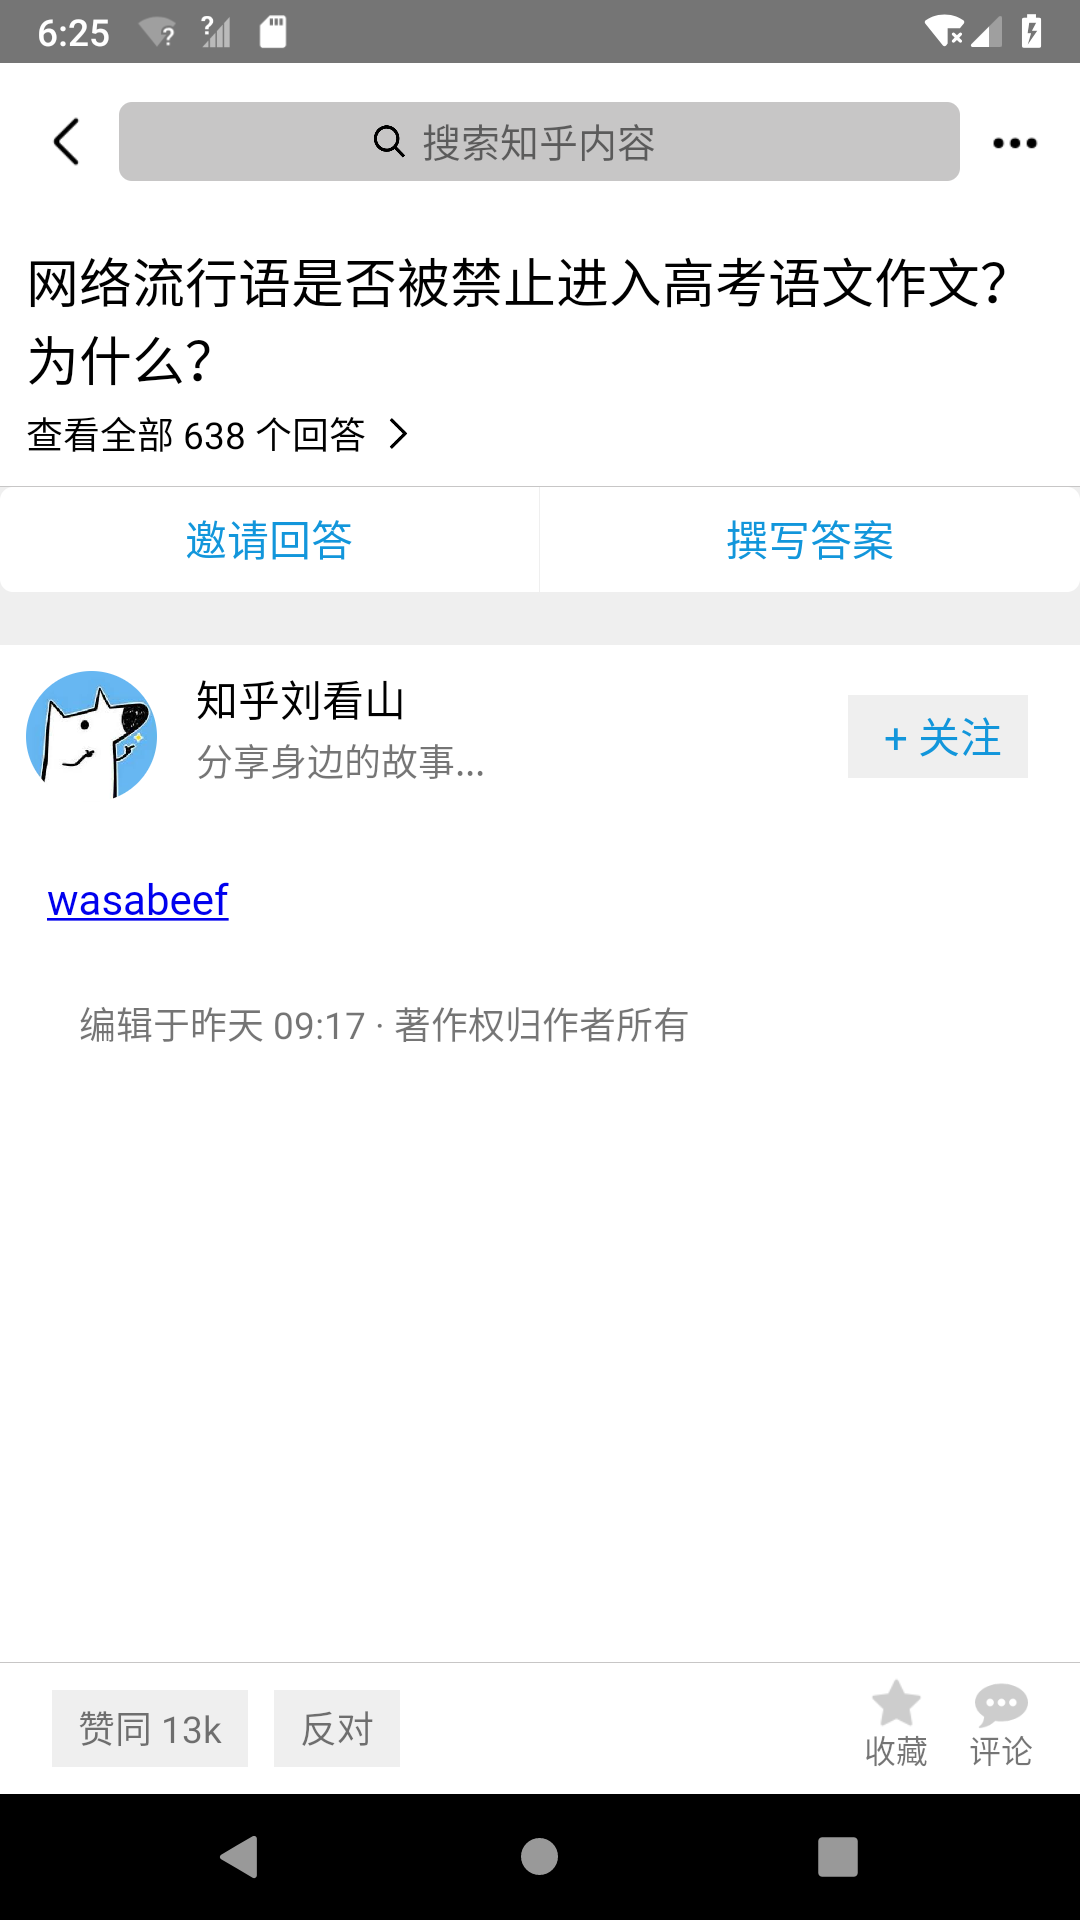 6:25
搜索知乎内容
网络流行语是否被禁止进入高考语文作文？
为什么？
查看全部 638 个回答
邀请回答
撰写答案
知乎刘看山
分享身边的故事...
+ 关注
wasabeef
编辑于昨天 09:17 · 著作权归作者所有
赞同 13k
反对
收藏
评论